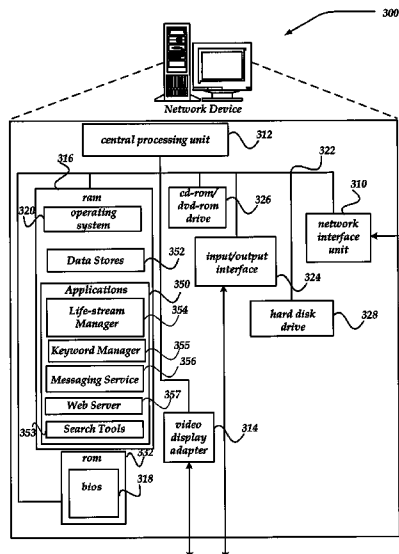 300
Network Device
central processing unit
312
322
316
ram
320
operating
system
cd-rom/
dvd-rom
drive
326
310
network
interface
unit
Data Stores
352
input/output
interface
324
Applications
350
Life-stream
Manager
354
hard disk
drive
328
Keyword Manager
355
356
Messaging Service
357
Web Server
353
Search Tools
video
display
adapter
314
rom
332
bios
318